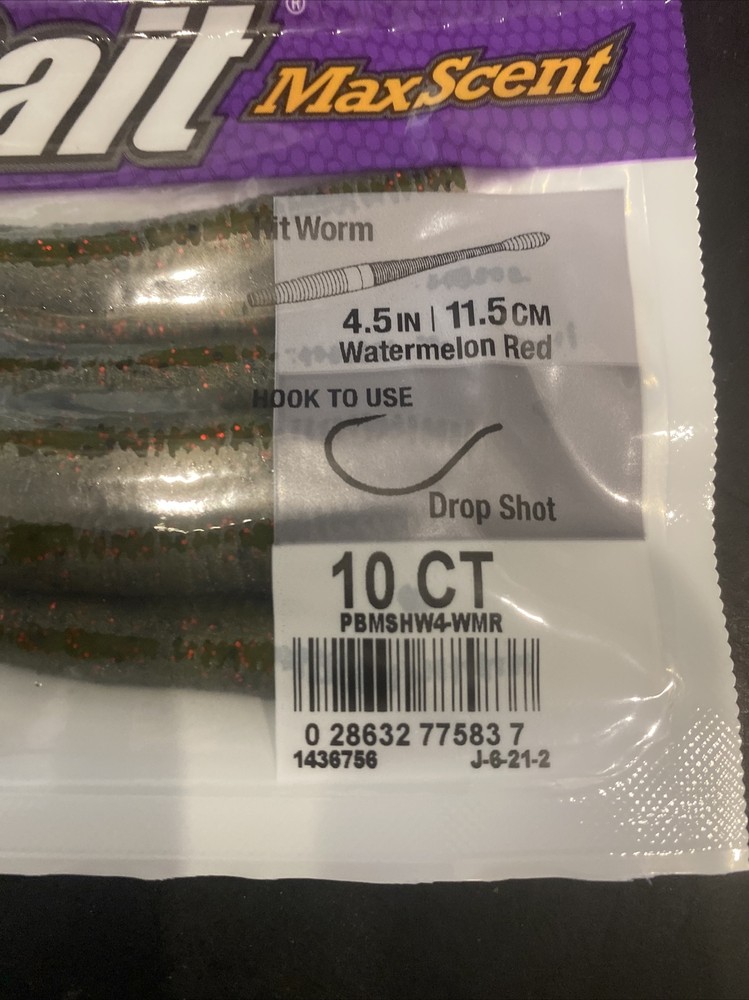 ait®
MaxScent
Hit Worm
4.5IN | 11.5CM
Watermelon Red
HOOK TO USE
Drop Shot
10 CT
PBMSHW4-WMR
0 28632 77583 7
1436756 J-6-21-2